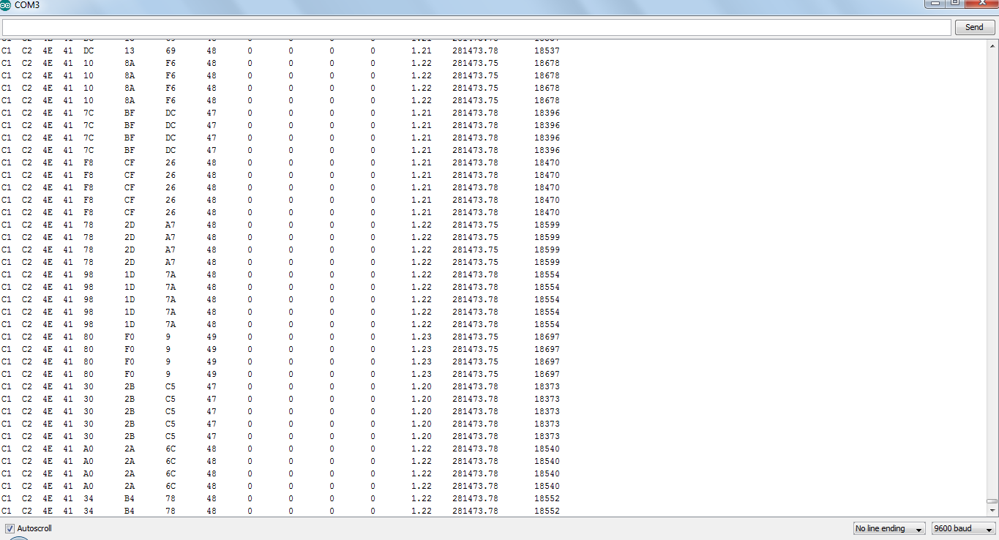 COM3
Send
C1 C2 4E 41 DC 13 69 48 0 0 0 0 1.21 281473.78 18537
C1 C2 4E 41 10 8A F6 48 0 0 0 0 1.22 281473.75 18678
C1 C2 4E 41 10 8A F6 48 0 0 0 0 1.22 281473.75 18678
C1 C2 4E 41 10 8A F6 48 0 0 0 0 1.22 281473.75 18678
C1 C2 4E 41 10 8A F6 48 0 0 0 0 1.22 281473.75 18678
C1 C2 4E 41 7C BF DC 47 0 0 0 0 1.21 281473.78 18396
C1 C2 4E 41 7C BF DC 47 0 0 0 0 1.21 281473.78 18396
C1 C2 4E 41 7C BF DC 47 0 0 0 0 1.21 281473.78 18396
C1 C2 4E 41 7C BF DC 47 0 0 0 0 1.21 281473.78 18396
C1 C2 4E 41 F8 CF 26 48 0 0 0 0 1.21 281473.78 18470
C1 C2 4E 41 F8 CF 26 48 0 0 0 0 1.21 281473.78 18470
C1 C2 4E 41 F8 CF 26 48 0 0 0 0 1.21 281473.78 18470
C1 C2 4E 41 F8 CF 26 48 0 0 0 0 1.21 281473.78 18470
C1 C2 4E 41 F8 CF 26 48 0 0 0 0 1.21 281473.78 18470
C1 C2 4E 41 78 2D A7 48 0 0 0 0 1.22 281473.75 18599
C1 C2 4E 41 78 2D A7 48 0 0 0 0 1.22 281473.75 18599
C1 C2 4E 41 78 2D A7 48 0 0 0 0 1.22 281473.75 18599
C1 C2 4E 41 78 2D A7 48 0 0 0 0 1.22 281473.75 18599
C1 C2 4E 41 98 1D 7A 48 0 0 0 0 1.22 281473.78 18554
C1 C2 4E 41 98 1D 7A 48 0 0 0 0 1.22 281473.78 18554
C1 C2 4E 41 98 1D 7A 48 0 0 0 0 1.22 281473.78 18554
C1 C2 4E 41 98 1D 7A 48 0 0 0 0 1.22 281473.78 18554
C1 C2 4E 41 98 1D 7A 48 0 0 0 0 1.22 281473.78 18554
C1 C2 4E 41 80 F0 9 49 0 0 0 0 1.23 281473.75 18697
C1 C2 4E 41 80 F0 9 49 0 0 0 0 1.23 281473.75 18697
C1 C2 4E 41 80 F0 9 49 0 0 0 0 1.23 281473.75 18697
C1 C2 4E 41 80 F0 9 49 0 0 0 0 1.23 281473.75 18697
C1 C2 4E 41 30 2B C5 47 0 0 0 0 1.20 281473.78 18373
C1 C2 4E 41 30 2B C5 47 0 0 0 0 1.20 281473.78 18373
C1 C2 4E 41 30 2B C5 47 0 0 0 0 1.20 281473.78 18373
C1 C2 4E 41 30 2B C5 47 0 0 0 0 1.20 281473.78 18373
C1 C2 4E 41 30 2B C5 47 0 0 0 0 1.20 281473.78 18373
C1 C2 4E 41 A0 2A 6C 48 0 0 0 0 1.22 281473.78 18540
C1 C2 4E 41 A0 2A 6C 48 0 0 0 0 1.22 281473.78 18540
C1 C2 4E 41 A0 2A 6C 48 0 0 0 0 1.22 281473.78 18540
C1 C2 4E 41 A0 2A 6C 48 0 0 0 0 1.22 281473.78 18540
C1 C2 4E 41 34 B4 78 48 0 0 0 0 1.22 281473.78 18552
C1 C2 4E 41 34 B4 78 48 0 0 0 0 1.22 281473.78 18552
Autoscroll No line ending 9600 baud